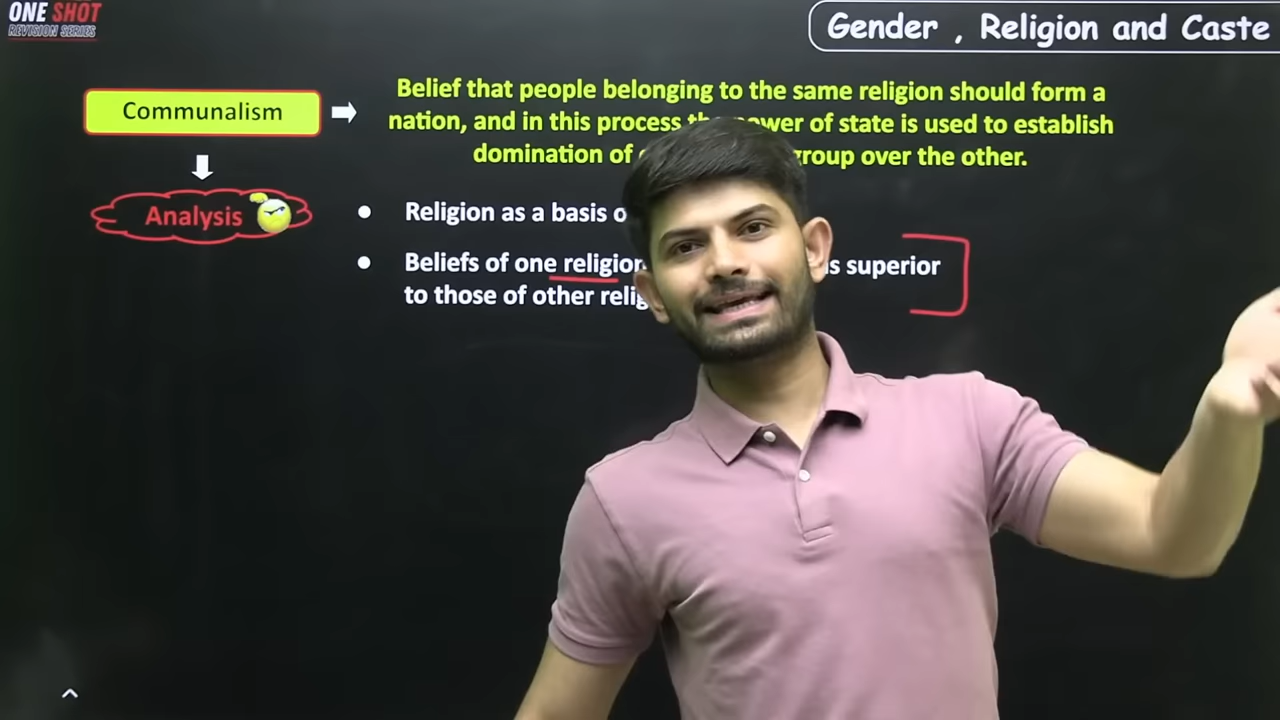 ONE SHOT
REVISION SERIES
Gender , Religion and Caste
Communalism
Belief that people belonging to the same religion should form a
nation, and in this process power of state is used to establish
domination of group over the other.
Analysis
• Religion as a basis
• Beliefs of one religion superior
to those of other